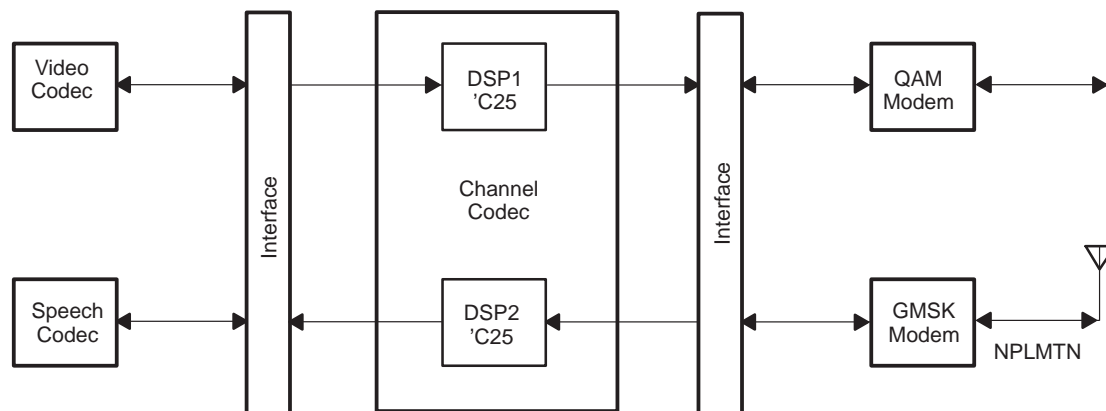 Video
Codec
Interface
DSP1
'C25
Channel
Codec
Interface
QAM
Modem
Speech
Codec
DSP2
'C25
GMSK
Modem
NPLMTN